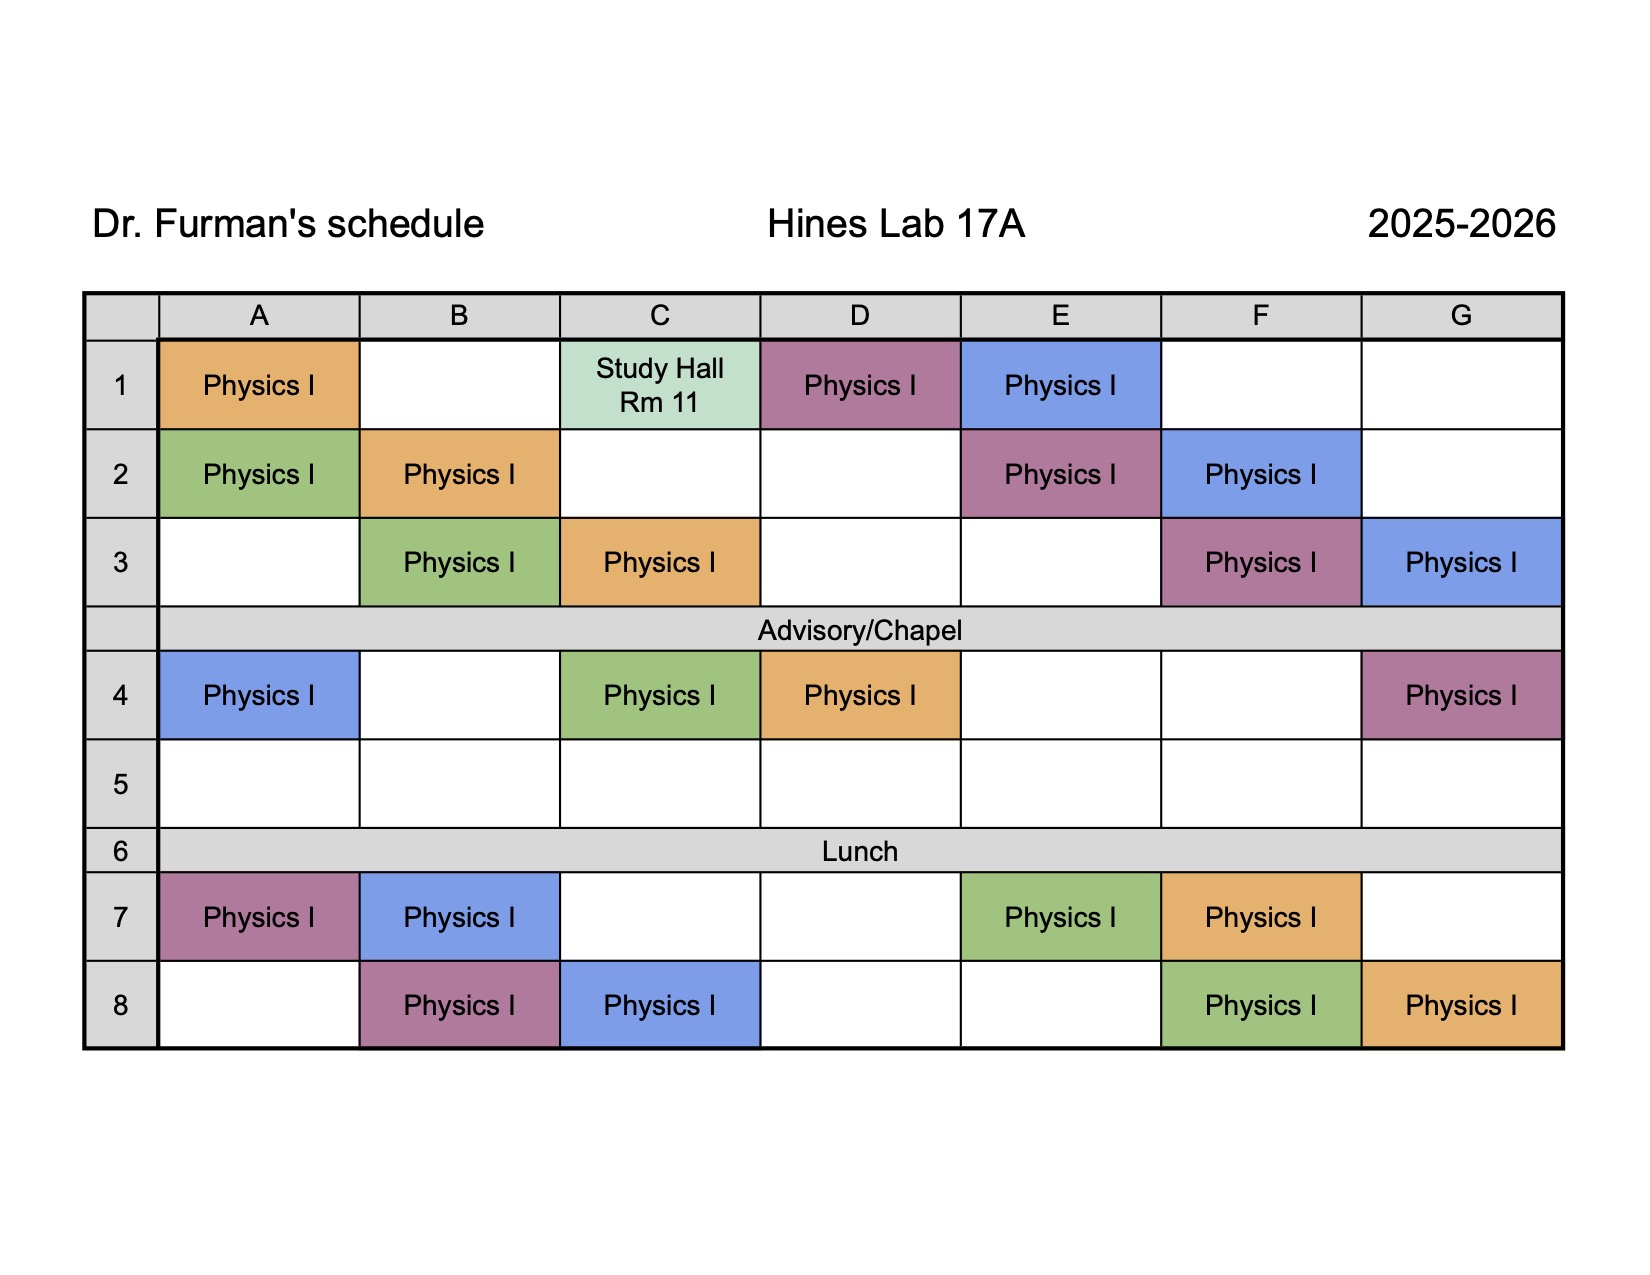 Dr. Furman's schedule Hines Lab 17A 2025-2026
A B C D E F G
1 Physics I Study Hall Rm 11 Physics I Physics I
2 Physics I Physics I Physics I Physics I
3 Physics I Physics I Physics I Physics I
Advisory/Chapel
4 Physics I Physics I Physics I Physics I
5
6 Lunch
7 Physics I Physics I Physics I Physics I
8 Physics I Physics I Physics I Physics I